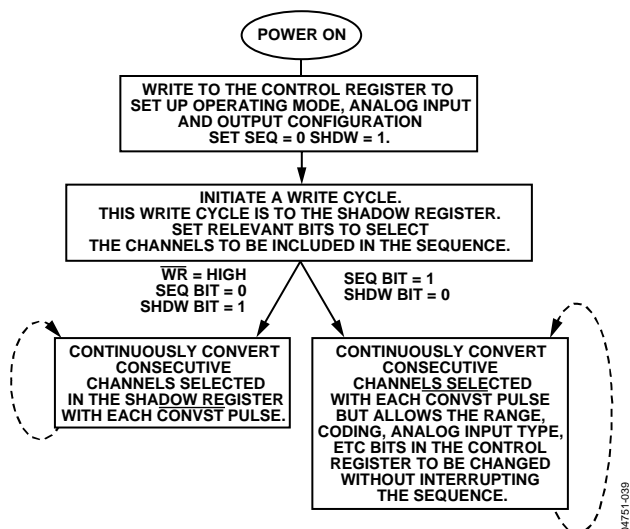 POWER ON
WRITE TO THE CONTROL REGISTER TO
SET UP OPERATING MODE, ANALOG INPUT
AND OUTPUT CONFIGURATION
SET SEQ = 0 SHDW = 1.
INITIATE A WRITE CYCLE.
THIS WRITE CYCLE IS TO THE SHADOW REGISTER.
SET RELEVANT BITS TO SELECT
THE CHANNELS TO BE INCLUDED IN THE SEQUENCE.
WR = HIGH
SEQ BIT = 0
SHDW BIT = 1
SEQ BIT = 1
SHDW BIT = 0
CONTINUOUSLY CONVERT
CONSECUTIVE
CHANNELS SELECTED
IN THE SHADOW REGISTER
WITH EACH CONVST PULSE.
CONTINUOUSLY CONVERT
CONSECUTIVE
CHANNELS SELECTED
WITH EACH CONVST PULSE
BUT ALLOWS THE RANGE,
CODING, ANALOG INPUT TYPE,
ETC BITS IN THE CONTROL
REGISTER TO BE CHANGED
WITHOUT INTERRUPTING
THE SEQUENCE.
04751-039